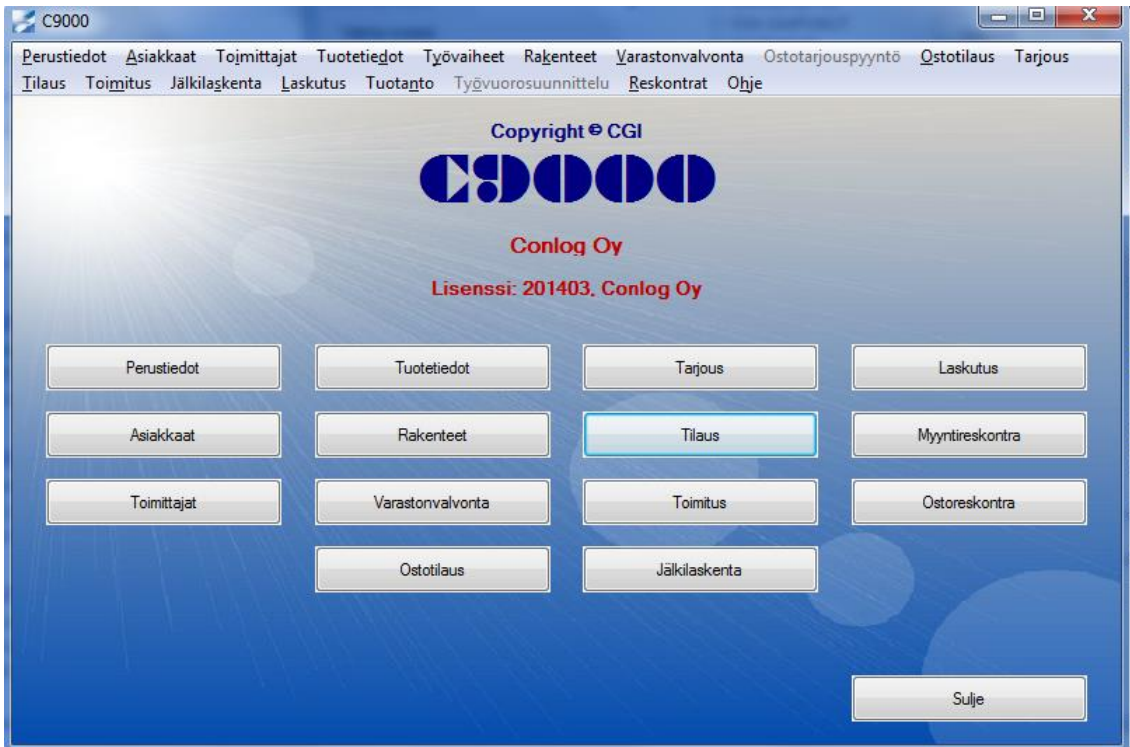 C9000
Perustiedot Asiakkaat Toimittajat Tuotetiedot Työvaiheet Rakenteet Varastonvalvonta Ostotarjouspyyntö Ostotilaus Tarjous
Tilaus Toimitus Jälkilaskenta Laskutus Tuotanto Työvuorosuunnittelu Reskontrat Ohje
Copyright © CGI
C9000
Conlog Oy
Lisenssi: 201403, Conlog Oy
Perustiedot Tuotetiedot Tarjous Laskutus
Asiakkaat Rakenteet Tilaus Myyntireskontra
Toimittajat Varastonvalvonta Toimitus Ostoreskontra
Ostotilaus Jälkilaskenta
Sulje